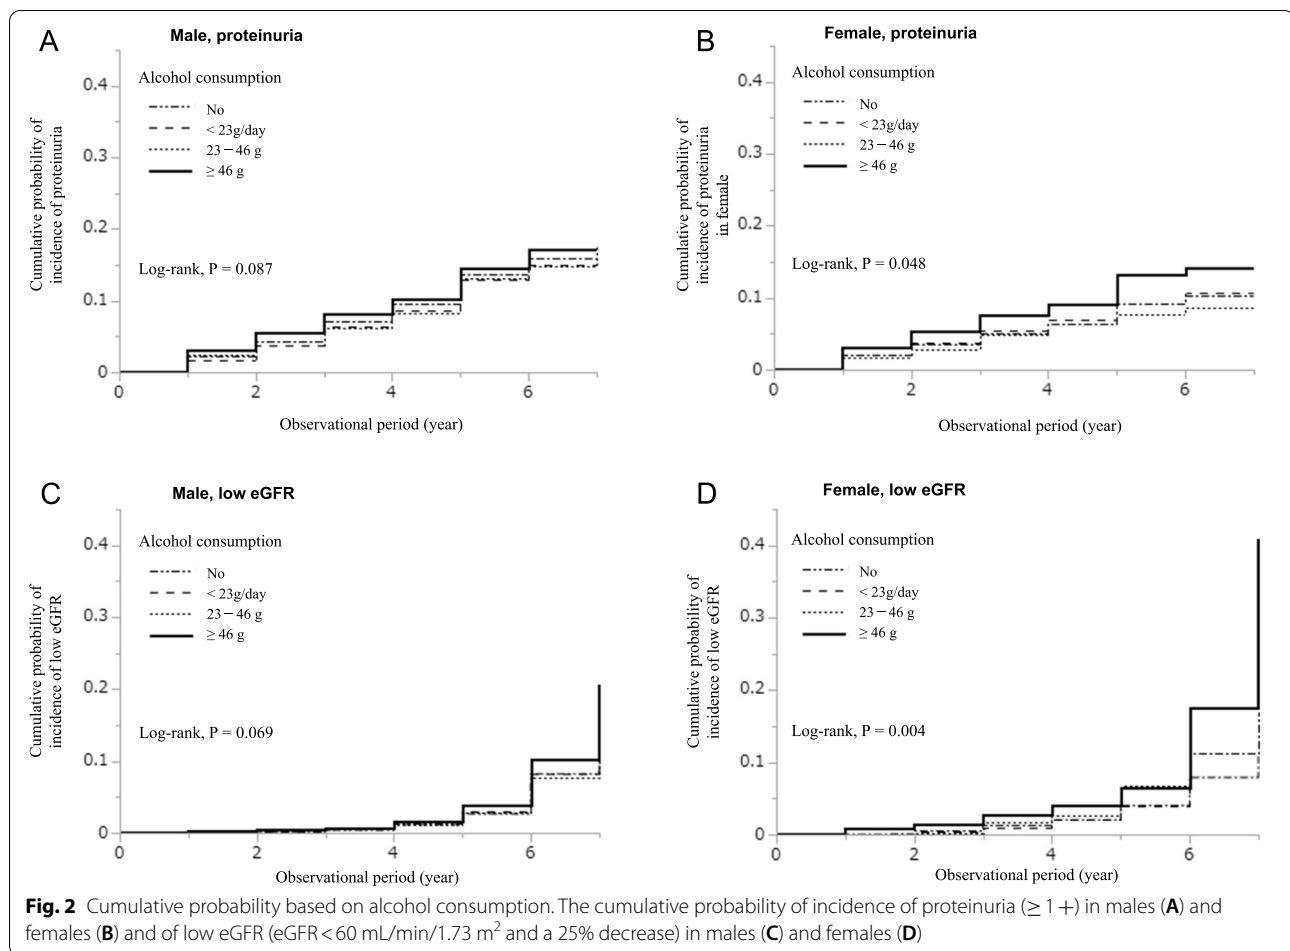 A
Male, proteinuria
Cumulative probability of
incidence of proteinuria
Alcohol consumption
No
< 23g/day
23 – 46 g
≥ 46 g
Log-rank, P = 0.087
0.4
0.3
0.2
0.1
0
0 2 4 6
Observational period (year)
B
Female, proteinuria
Cumulative probability of
incidence of proteinuria
in female
Alcohol consumption
No
< 23g/day
23 – 46 g
≥ 46 g
Log-rank, P = 0.048
0.4
0.3
0.2
0.1
0
0 2 4 6
Observational period (year)
C
Male, low eGFR
Cumulative probability of
incidence of low eGFR
Alcohol consumption
No
< 23g/day
23 – 46 g
≥ 46 g
Log-rank, P = 0.069
0.4
0.3
0.2
0.1
0
0 2 4 6
Observational period (year)
D
Female, low eGFR
Cumulative probability of
incidence of low eGFR
Alcohol consumption
No
< 23g/day
23 – 46 g
≥ 46 g
Log-rank, P = 0.004
0.4
0.3
0.2
0.1
0
0 2 4 6
Observational period (year)
Fig. 2 Cumulative probability based on alcohol consumption. The cumulative probability of incidence of proteinuria (≥ 1 +) in males (A) and
females (B) and of low eGFR (eGFR < 60 mL/min/1.73 m² and a 25% decrease) in males (C) and females (D)